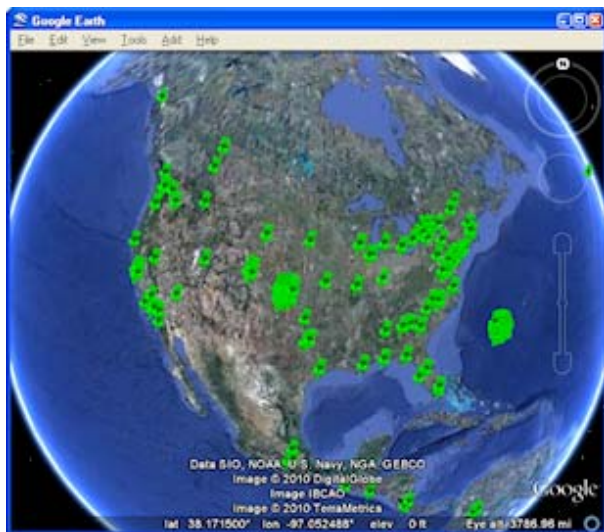 Google Earth
File Edit View Tools Add Help
N
Data SIO, NOAA, U.S. Navy, NGA, GEBCO
Image © 2010 DigitalGlobe
Image IBCAO
Image © 2010 TerraMetrica
Google
lat 38.171500° lon -97.052488° elev 0 ft Eye alt 3786.96 mi